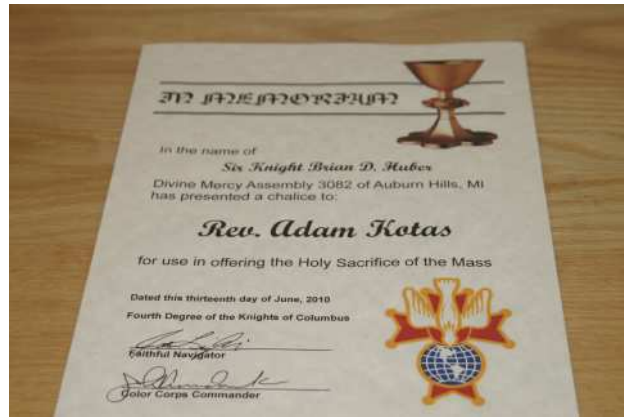 In Memorium
In the name of
Sir Knight Brian D. Huber
Divine Mercy Assembly 3082 of Auburn Hills, MI
has presented a chalice to:
Rev. Adam Kotas
for use in offering the Holy Sacrifice of the Mass
Dated this thirteenth day of June, 2010
Fourth Degree of the Knights of Columbus
Faithful Navigator
Color Corps Commander